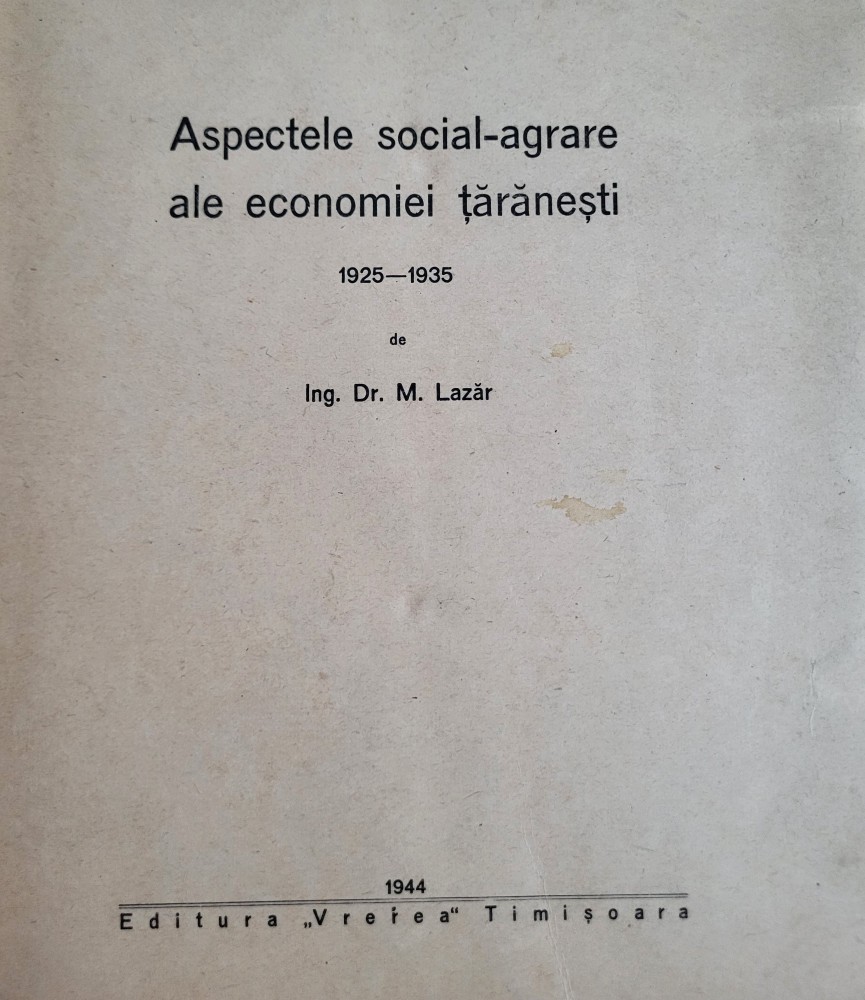 Aspectele social-agrare
ale economiei țărănești
1925—1935
de
Ing. Dr. M. Lazăr
1944
Editura „Vrerea“ Timișoara